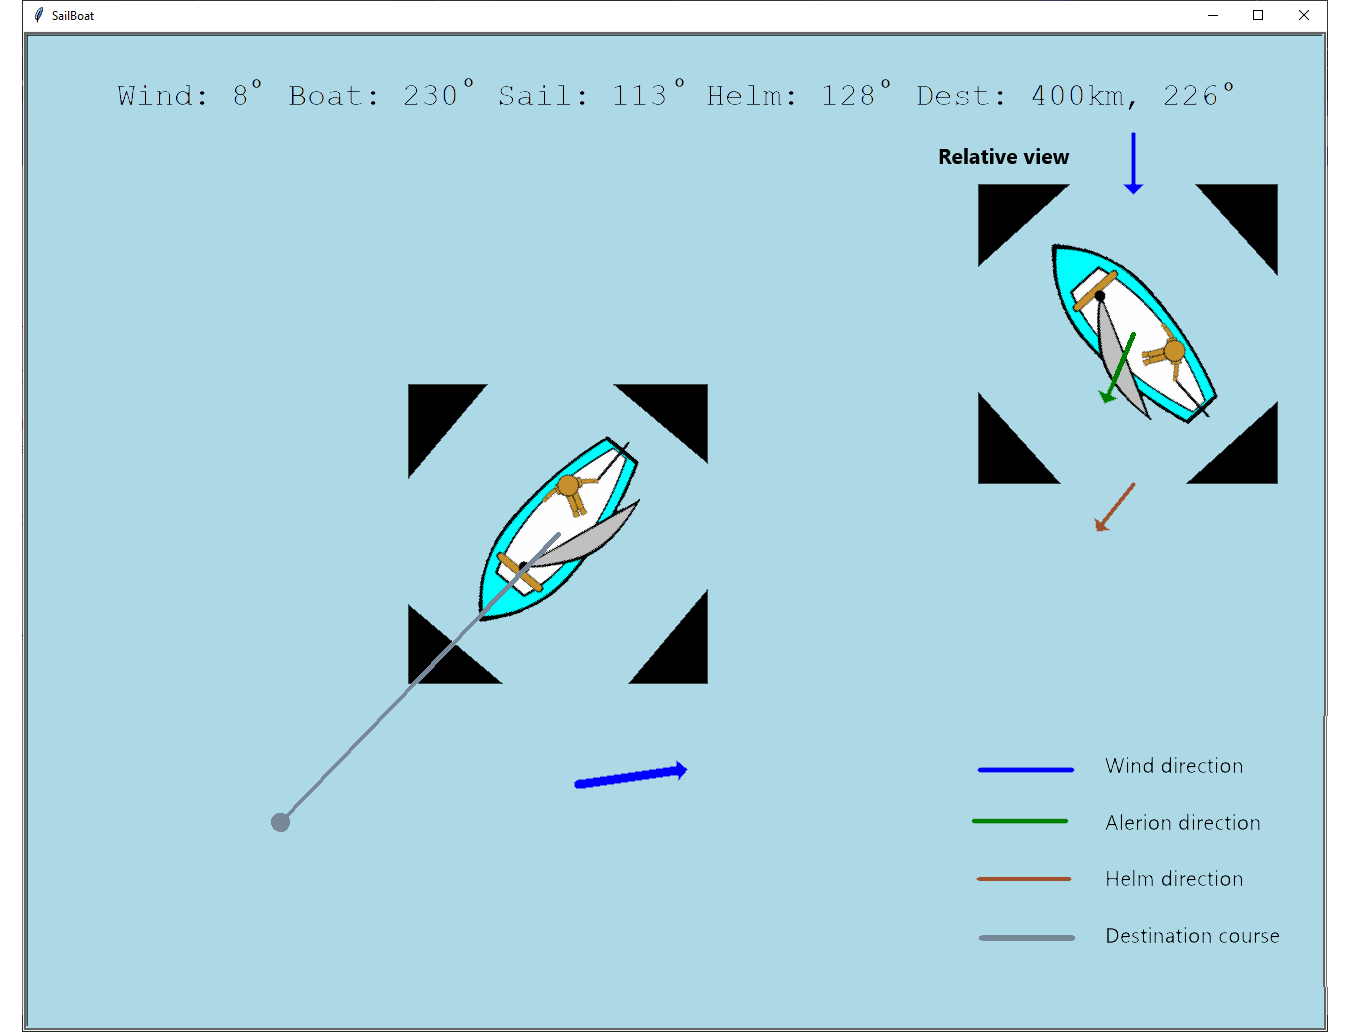 SailBoat
Wind: 8° Boat: 230° Sail: 113° Helm: 128° Dest: 400km, 226°
Relative view
Wind direction
Alerion direction
Helm direction
Destination course